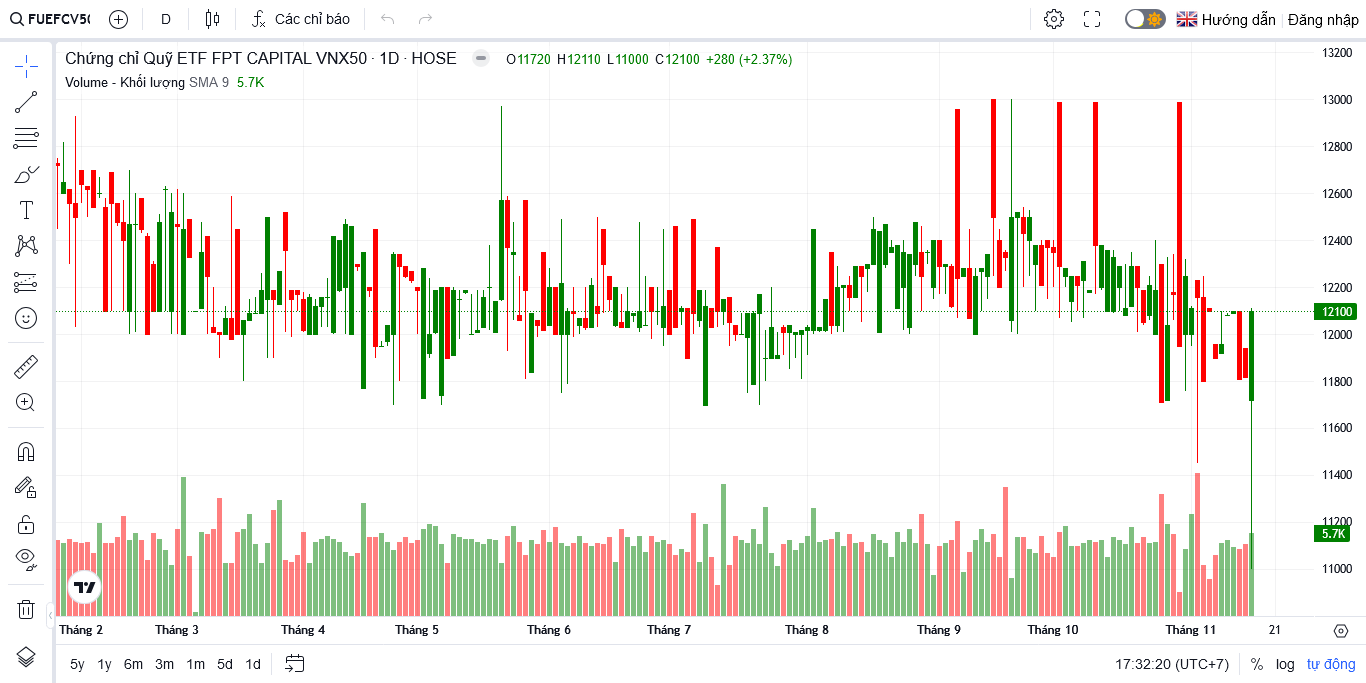 FUEFCV50 D Các chỉ báo Hướng dẫn Đăng nhập
Chứng chỉ Quỹ ETF FPT CAPITAL VNX50 · 1D · HOSE O11720 H12110 L11000 C12100 +280 (+2.37%)
Volume - Khối lượng SMA 9 5.7K
13200
13000
12800
12600
12400
12200
12100
12000
11800
11600
11400
11200
5.7K
11000
Tháng 2 Tháng 3 Tháng 4 Tháng 5 Tháng 6 Tháng 7 Tháng 8 Tháng 9 Tháng 10 Tháng 11 21
5y 1y 6m 3m 1m 5d 1d 17:32:20 (UTC+7) % log tự động